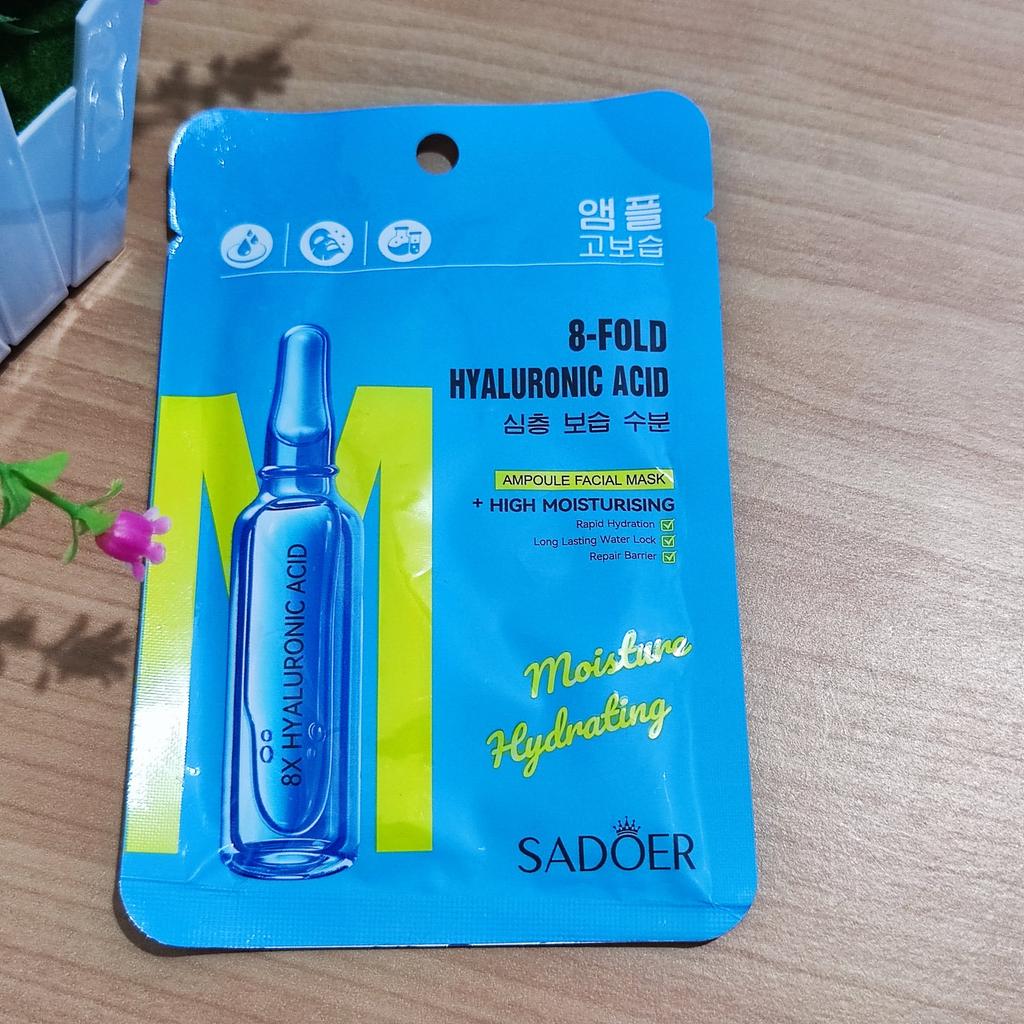 앰플
고보습
8-FOLD
HYALURONIC ACID
심층 보습 수분
AMPOULE FACIAL MASK
+ HIGH MOISTURISING
Rapid Hydration
Long Lasting Water Lock
Repair Barrier
M
8X HYALURONIC ACID
Moisture
Hydrating
SADOER